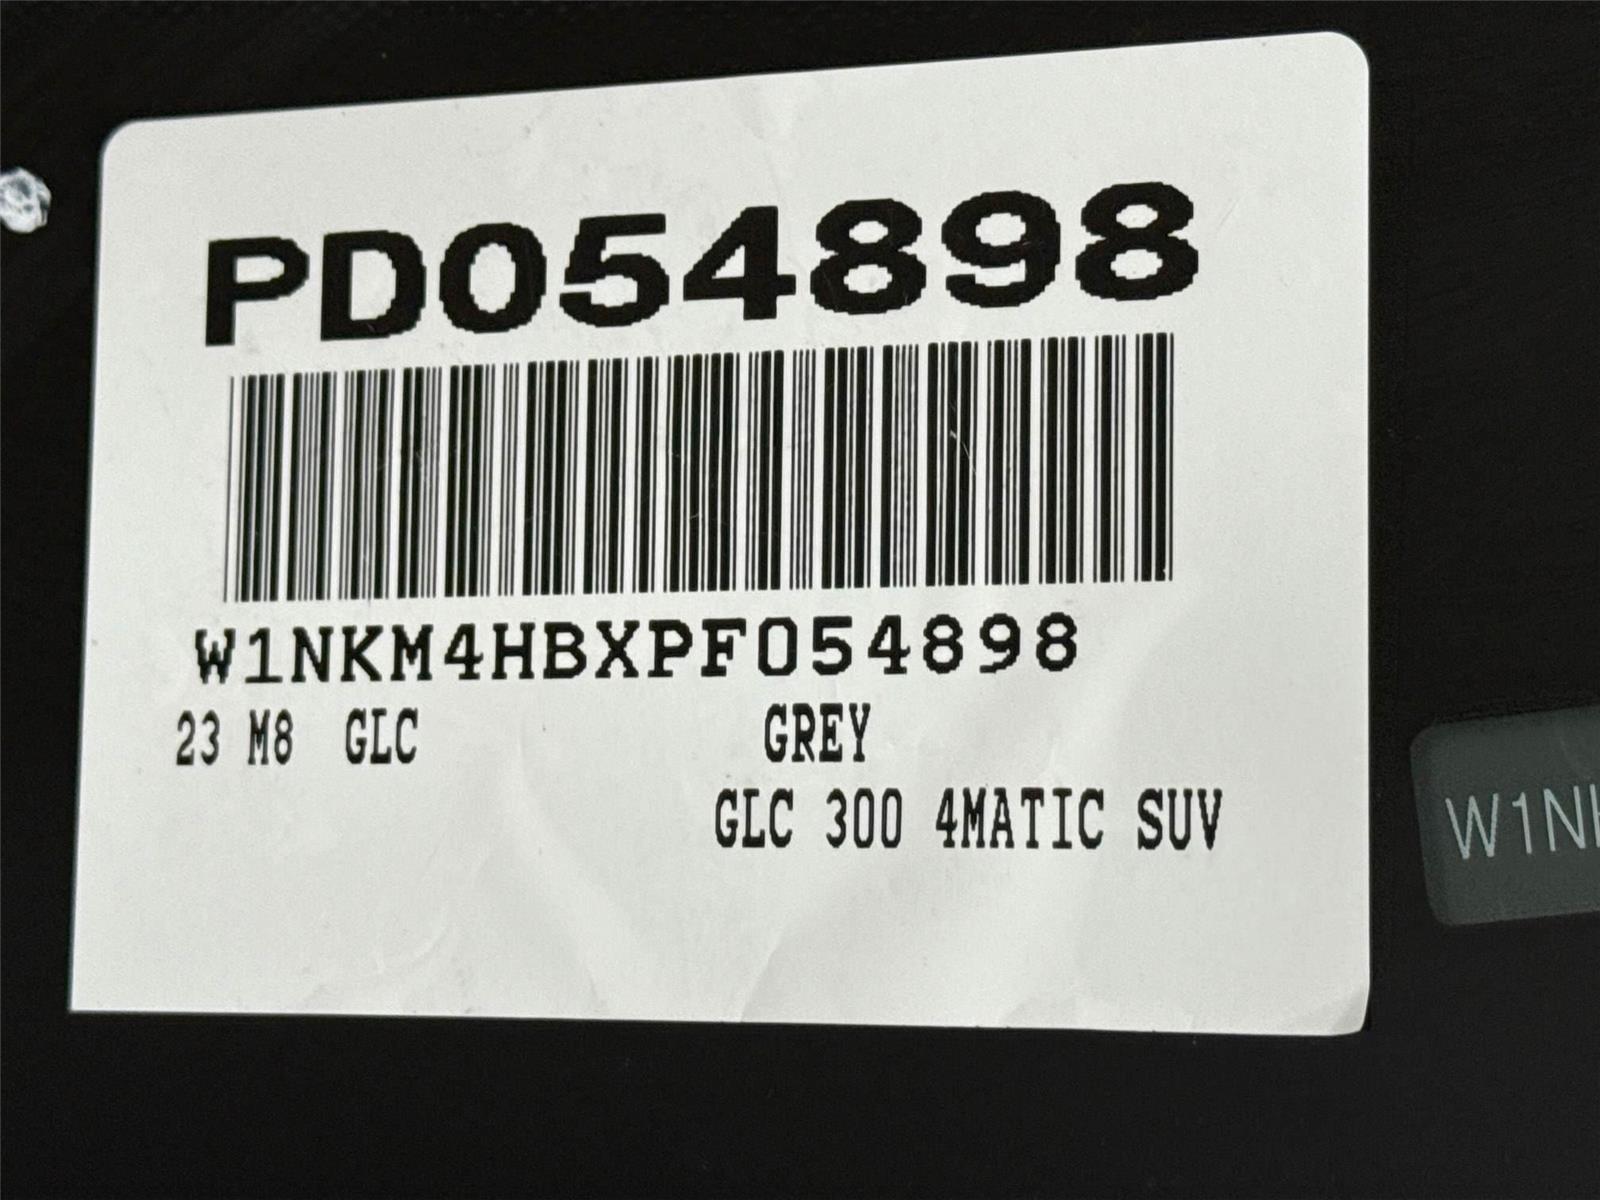 PD054898
W1NKM4HBXPF054898
23 M8 GLC GREY
GLC 300 4MATIC SUV
W1N